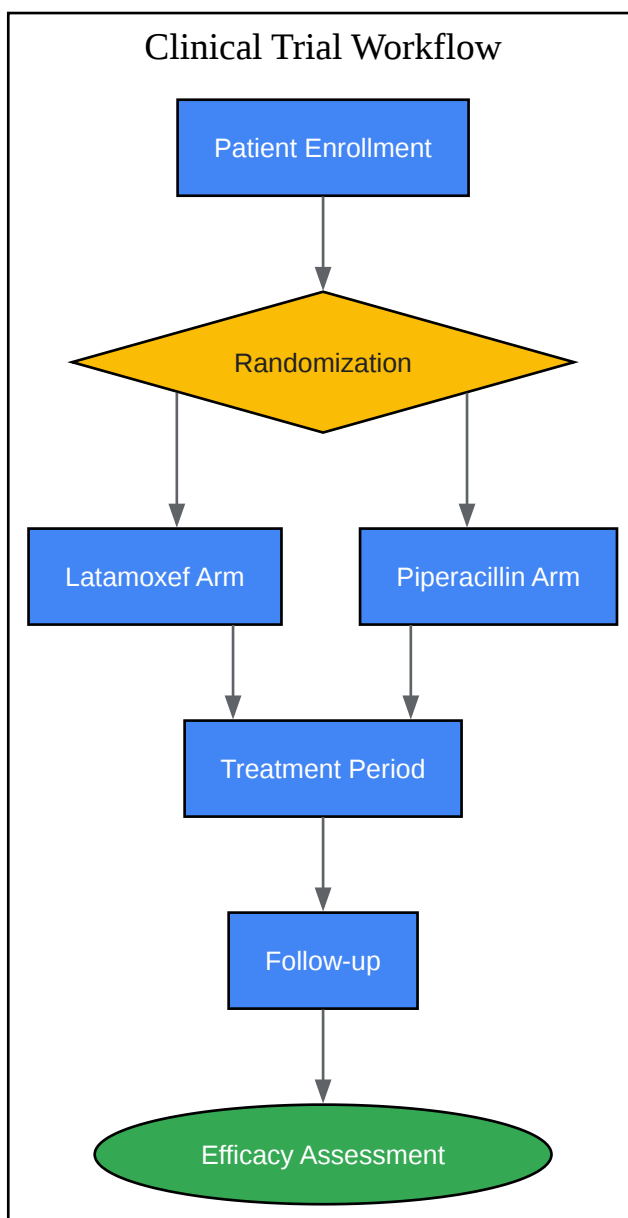 Clinical Trial Workflow
Patient Enrollment
Randomization
Latamoxef Arm
Piperacillin Arm
Treatment Period
Follow-up
Efficacy Assessment